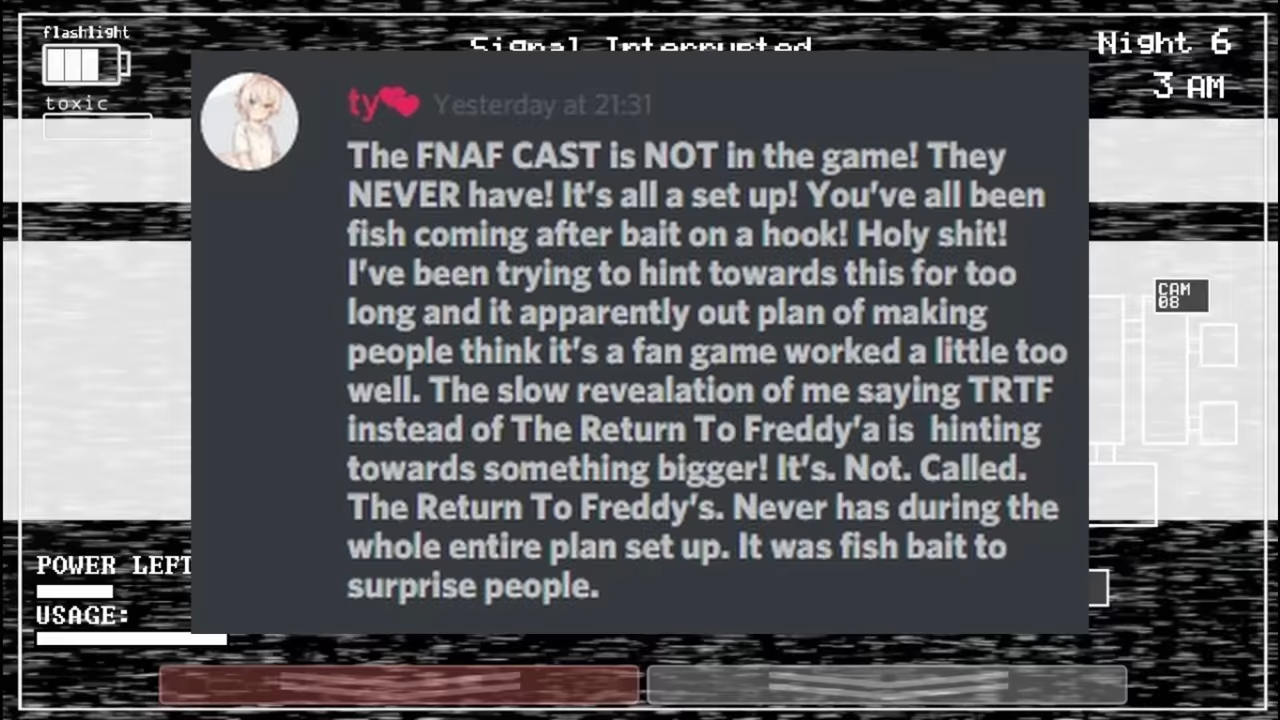 flashlight
toxic
Signal Interrupted
Night 6
3 AM
ty Yesterday at 21:31
The FNAF CAST is NOT in the game! They
NEVER have! It's all a set up! You've all been
fish coming after bait on a hook! Holy shit!
I've been trying to hint towards this for too
long and it apparently out plan of making
people think it's a fan game worked a little too
well. The slow revealation of me saying TRTF
instead of The Return To Freddy'a is  hinting
towards something bigger! It's. Not. Called.
The Return To Freddy's. Never has during the
whole entire plan set up. It was fish bait to
surprise people.
CAM
08
POWER LEFT
USAGE: